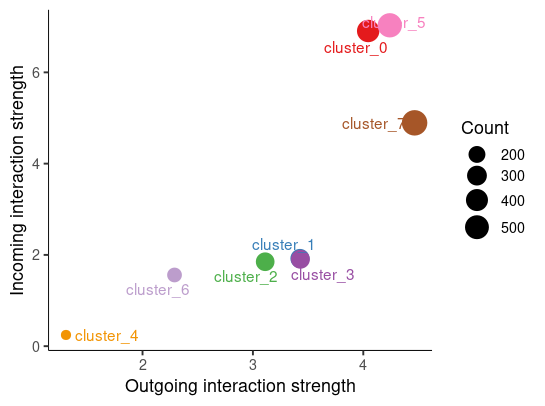 cluster_5
cluster_0
cluster_7
cluster_1
cluster_2
cluster_3
cluster_6
cluster_4
6
4
2
0
2
3
4
Incoming interaction strength
Outgoing interaction strength
Count
200
300
400
500